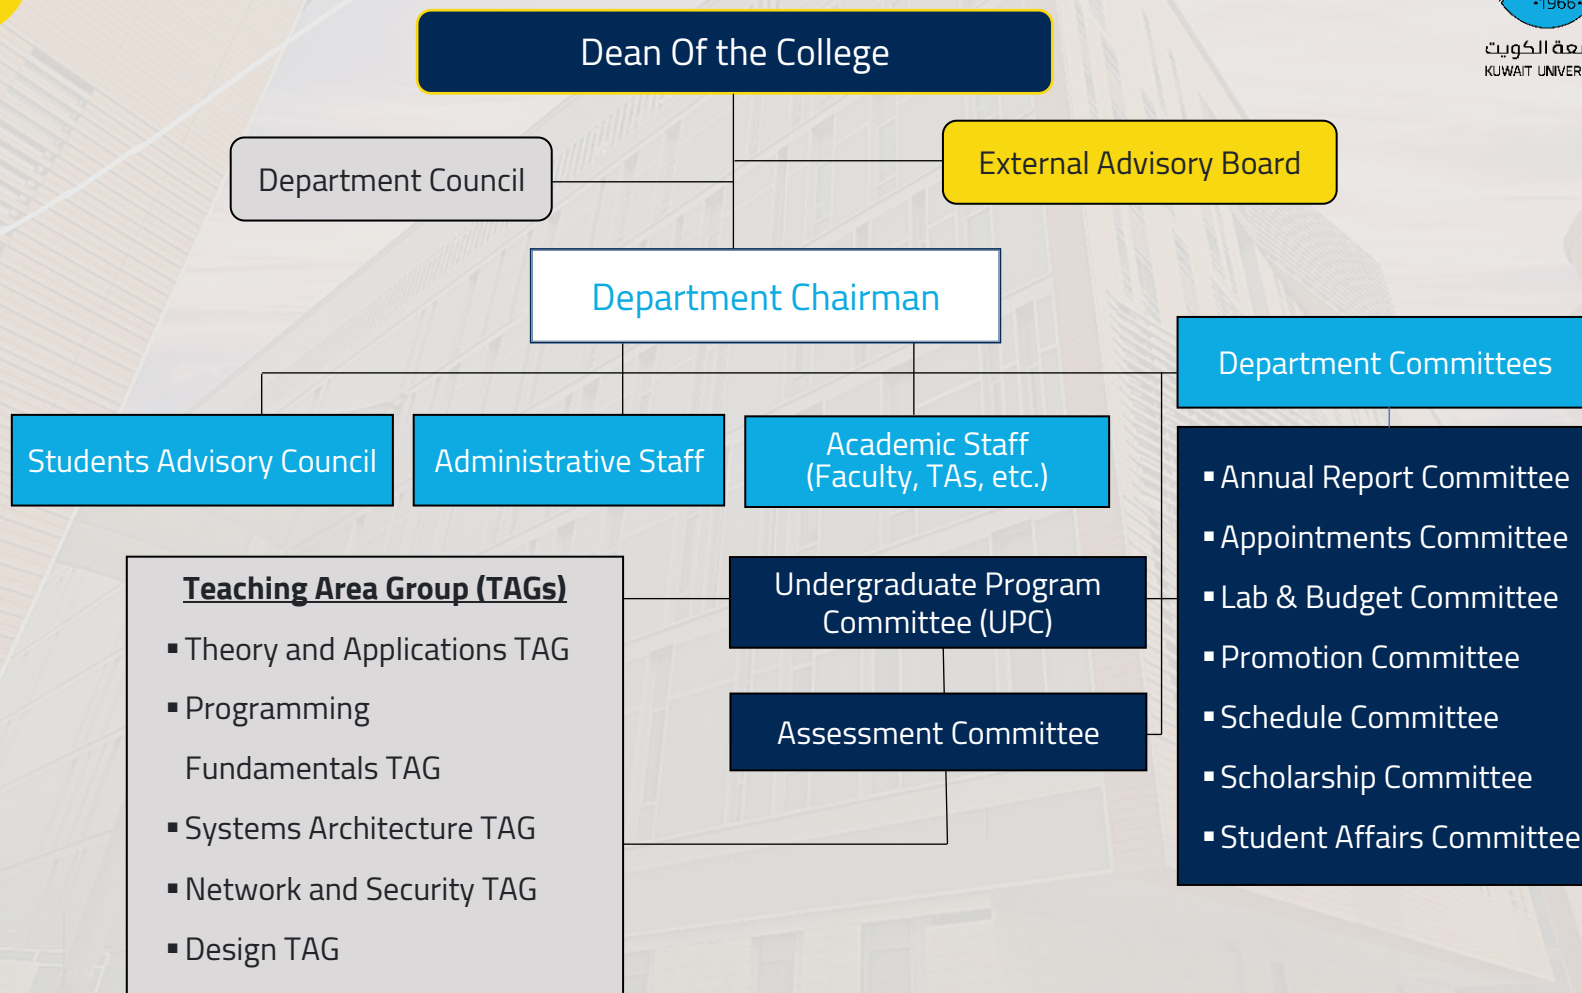 Dean Of the College
•1966•
KUWAIT
Department Council
External Advisory Board
Department Chairman
Department Committees
Students Advisory Council
Administrative Staff
Academic Staff
(Faculty, TAs, etc.)
▪ Annual Report Committee
▪ Appointments Committee
▪ Lab & Budget Committee
▪ Promotion Committee
▪ Schedule Committee
▪ Scholarship Committee
▪ Student Affairs Committee
Teaching Area Group (TAGs)
▪ Theory and Applications TAG
▪ Programming
Fundamentals TAG
▪ Systems Architecture TAG
▪ Network and Security TAG
▪ Design TAG
Undergraduate Program
Committee (UPC)
Assessment Committee